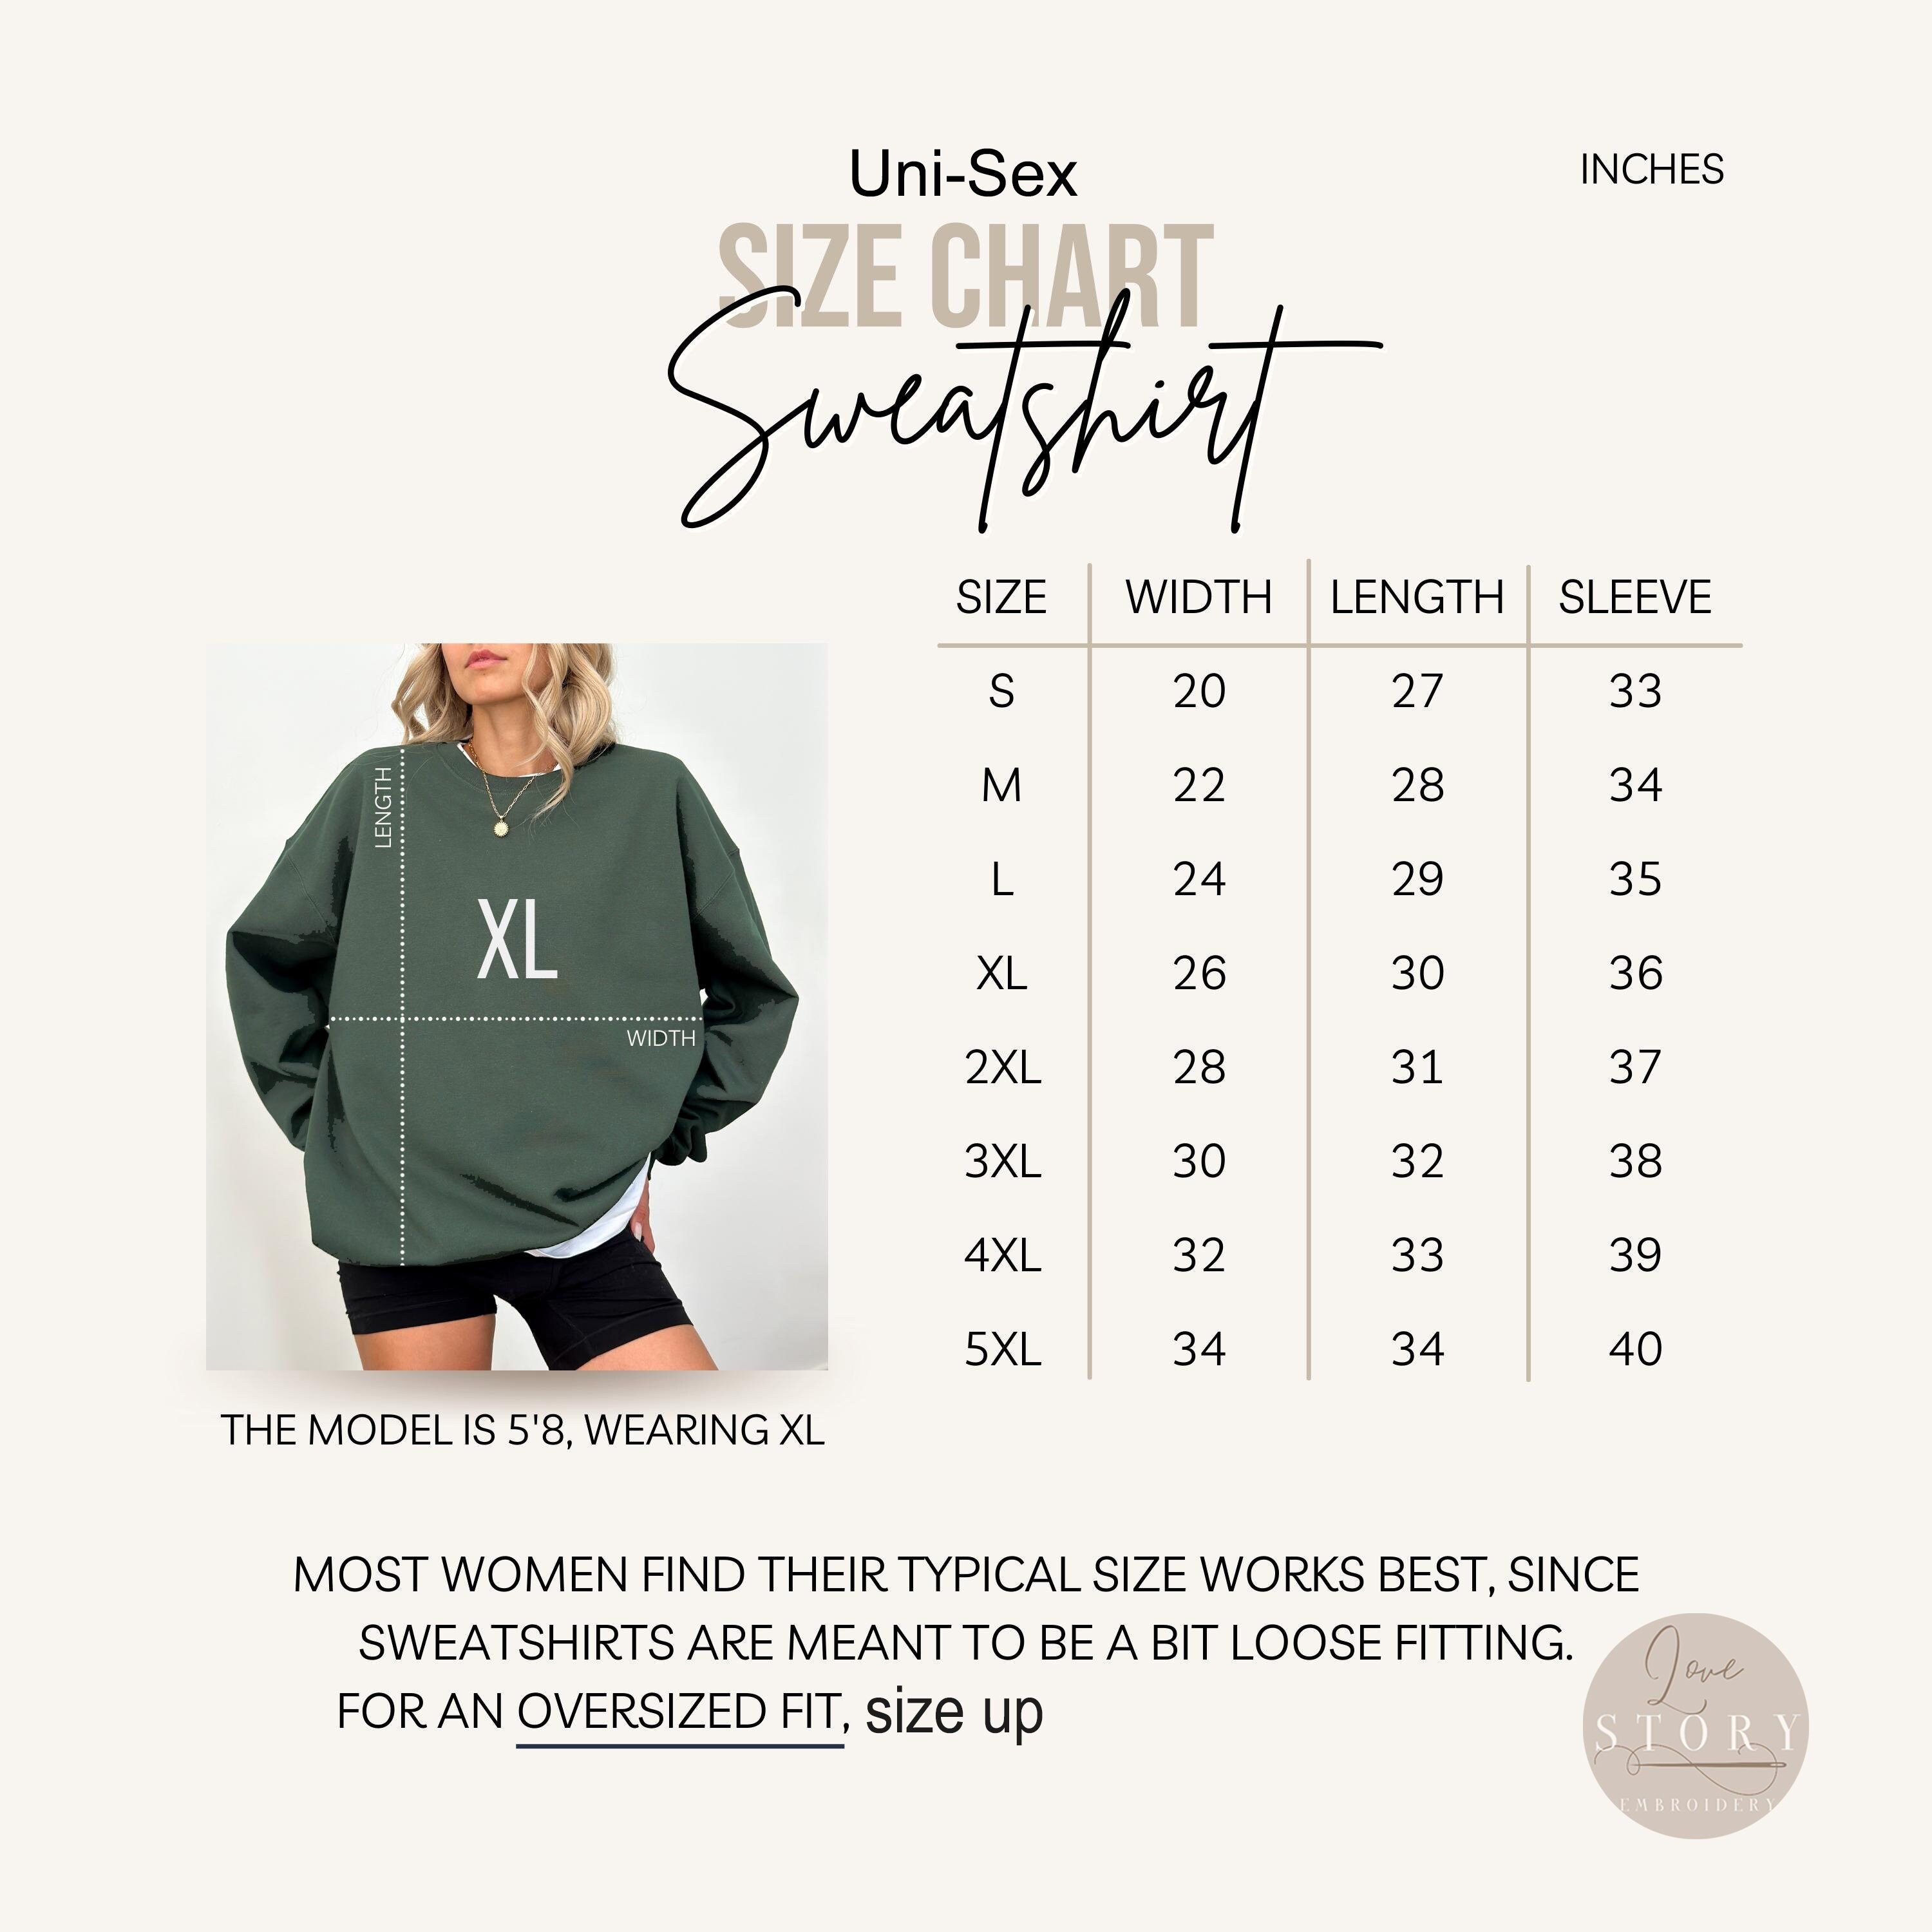 Uni-Sex
INCHES
SIZE CHART
Sweatshirt
SIZE WIDTH LENGTH SLEEVE
S 20 27 33
M 22 28 34
L 24 29 35
XL 26 30 36
2XL 28 31 37
3XL 30 32 38
4XL 32 33 39
5XL 34 34 40
LENGTH
XL
WIDTH
THE MODEL IS 5'8, WEARING XL
MOST WOMEN FIND THEIR TYPICAL SIZE WORKS BEST, SINCE
SWEATSHIRTS ARE MEANT TO BE A BIT LOOSE FITTING.
FOR AN OVERSIZED FIT, size up
Love
STORY
EMBROIDERY